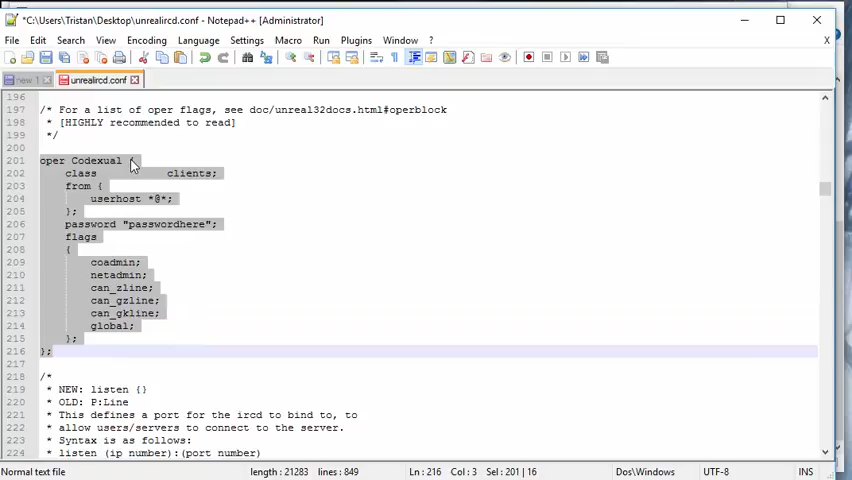 *C:\Users\Tristan\Desktop\unrealircd.conf - Notepad++ [Administrator]
File Edit Search View Encoding Language Settings Macro Run Plugins Window ? X
new 1 unrealircd.conf
196
197 /* For a list of oper flags, see doc/unreal32docs.html#operblock
198 * [HIGHLY recommended to read]
199 */
200
201 oper Codexual {
202 class clients;
203 from {
204 userhost *@*;
205 };
206 password "passwordhere";
207 flags
208 {
209 coadmin;
210 netadmin;
211 can_zline;
212 can_gzline;
213 can_gkline;
214 global;
215 };
216 };
217
218 /*
219 * NEW: listen {}
220 * OLD: P:Line
221 * This defines a port for the ircd to bind to, to
222 * allow users/servers to connect to the server.
223 * Syntax is as follows:
224 * listen (ip number):(port number)
Normal text file length : 21283 lines : 849 Ln : 216 Col : 3 Sel : 201 | 16 Dos\Windows UTF-8 INS